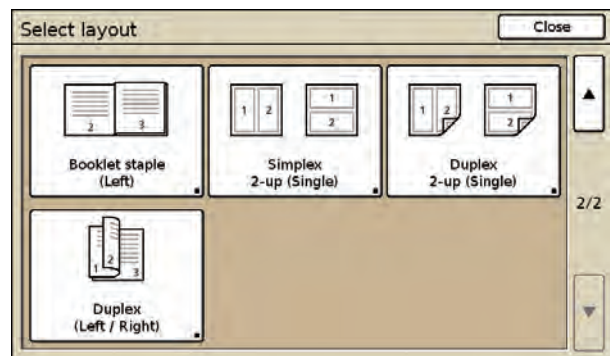 Select layout
Close
2 3
Booklet staple
(Left)
1 2 1
2
Simplex
2-up (Single)
1 2 1
2
Duplex
2-up (Single)
2/2
1 2 3
Duplex
(Left / Right)